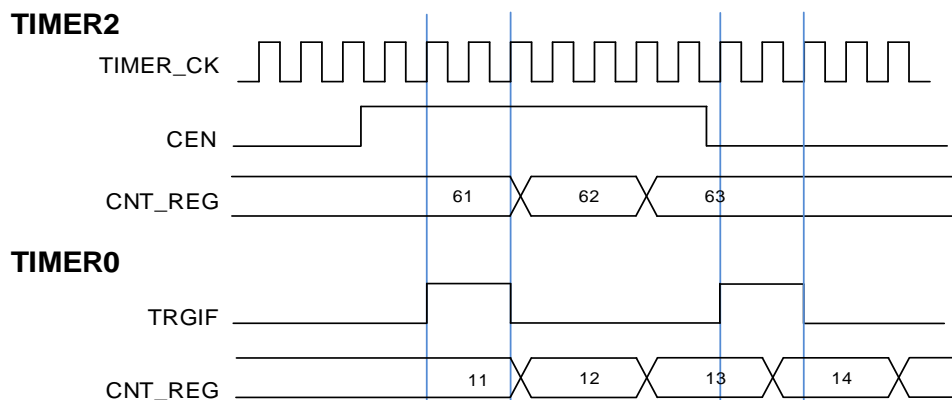 TIMER2
TIMER_CK
CEN
CNT_REG 61 62 63
TIMER0
TRGIF
CNT_REG 11 12 13 14